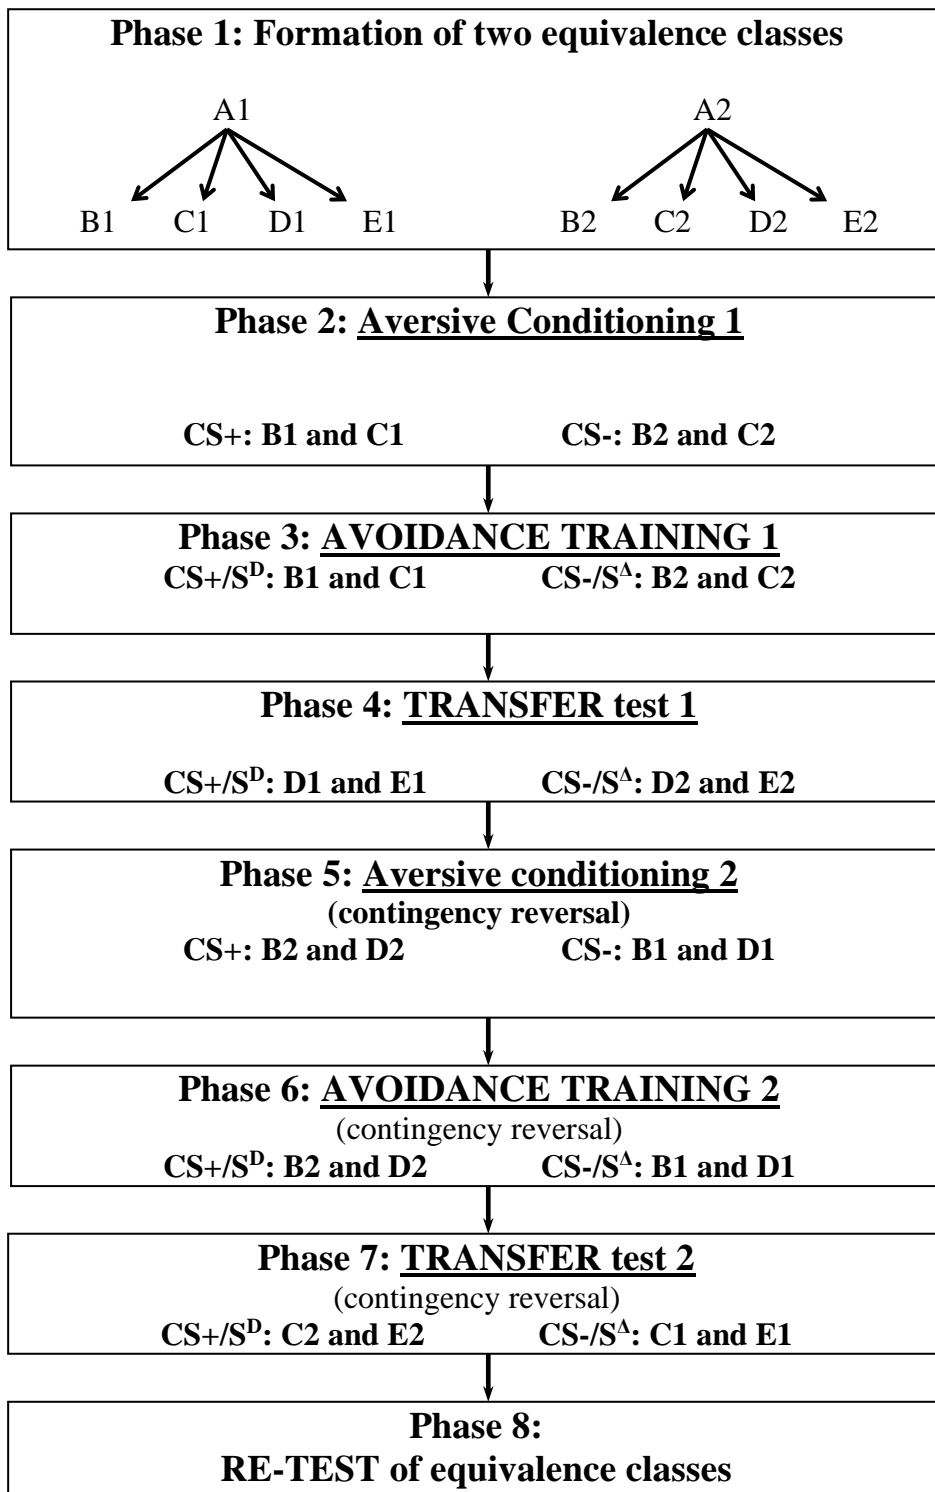 Phase 1: Formation of two equivalence classes
A1 A2
B1 C1 D1 E1 B2 C2 D2 E2
Phase 2: Aversive Conditioning 1
CS+: B1 and C1 CS-: B2 and C2
Phase 3: AVOIDANCE TRAINING 1
CS+/Sᴰ: B1 and C1 CS-/S^Δ: B2 and C2
Phase 4: TRANSFER test 1
CS+/Sᴰ: D1 and E1 CS-/S^Δ: D2 and E2
Phase 5: Aversive conditioning 2
(contingency reversal)
CS+: B2 and D2 CS-: B1 and D1
Phase 6: AVOIDANCE TRAINING 2
(contingency reversal)
CS+/Sᴰ: B2 and D2 CS-/S^Δ: B1 and D1
Phase 7: TRANSFER test 2
(contingency reversal)
CS+/Sᴰ: C2 and E2 CS-/S^Δ: C1 and E1
Phase 8:
RE-TEST of equivalence classes